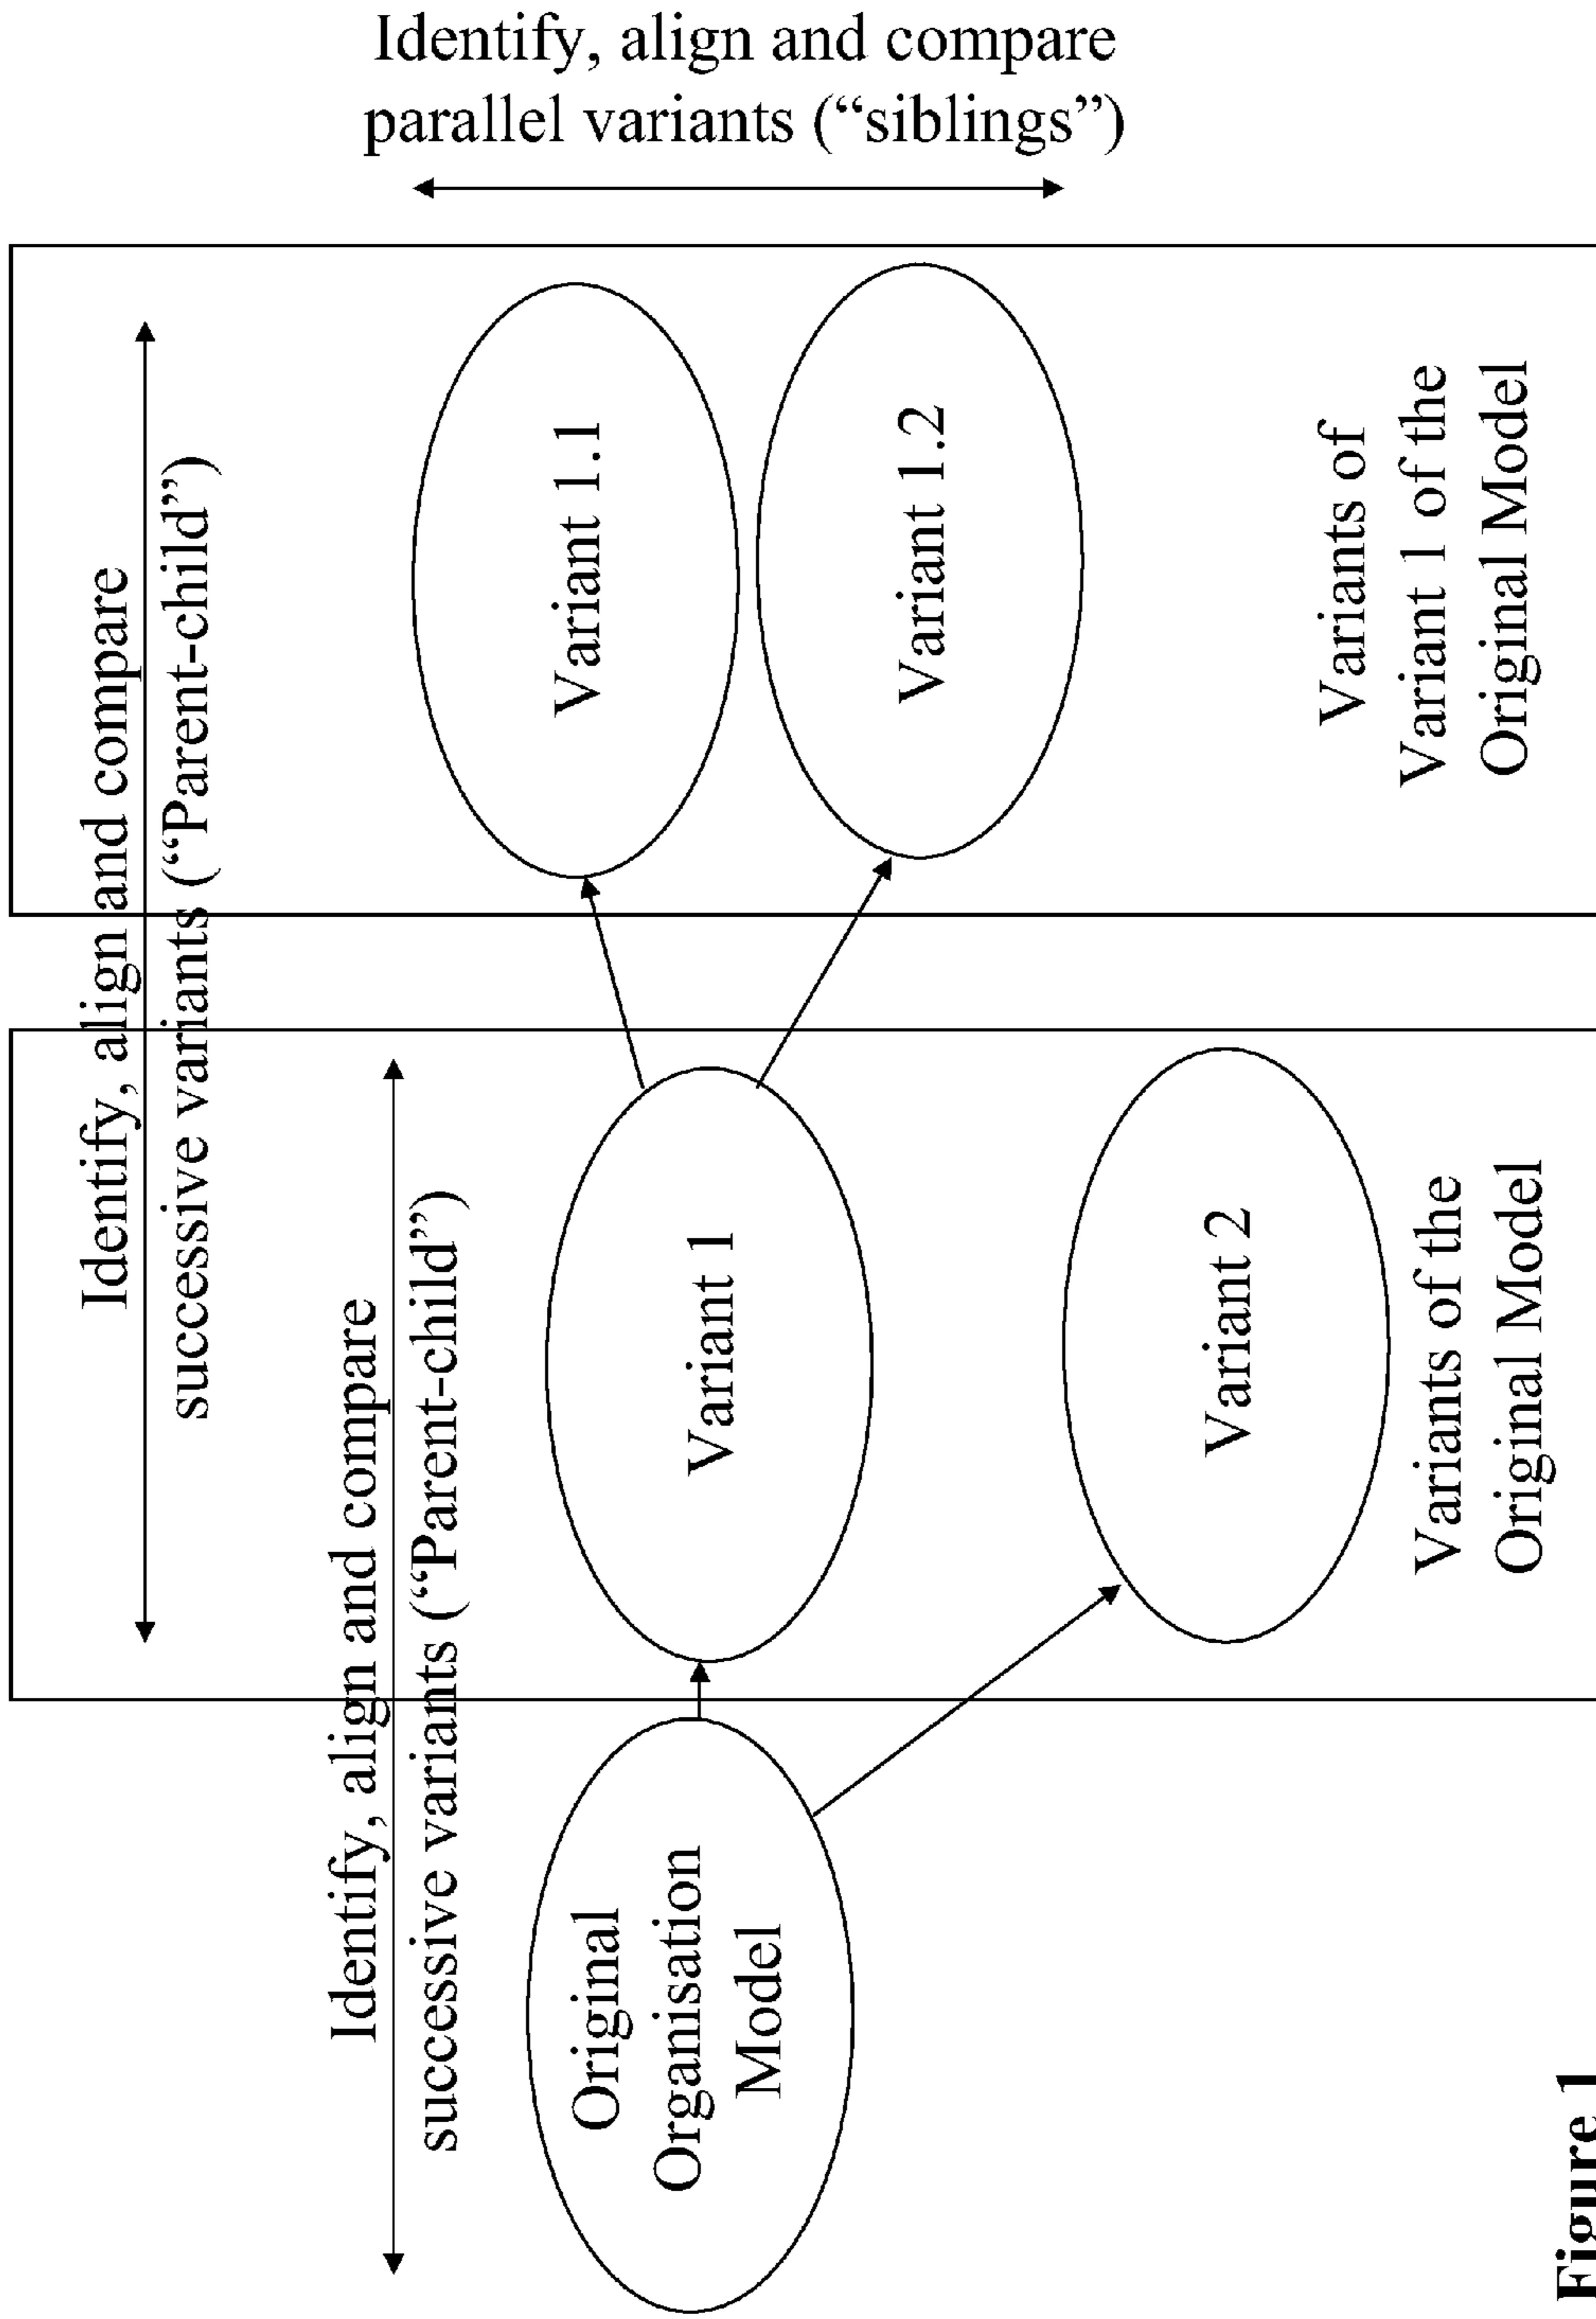 Identify, align and compare
parallel variants (“siblings”)
Identify, align and compare
successive variants (“Parent-child”)
Identify, align and compare
successive variants (“Parent-child”)
Original
Organisation
Model
Variant 1
Variant 2
Variants of the
Original Model
Variant 1.1
Variant 1.2
Variants of
Variant 1 of the
Original Model
Figure 1